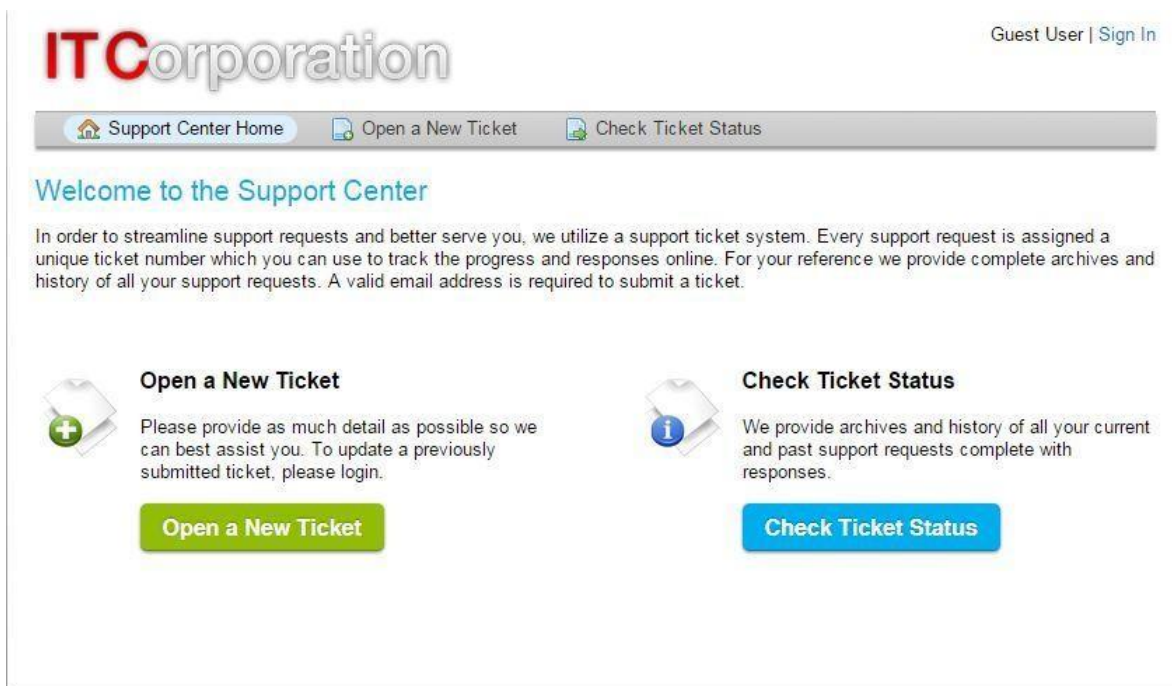 ITCorporation
Guest User | Sign In
Support Center Home Open a New Ticket Check Ticket Status
Welcome to the Support Center
In order to streamline support requests and better serve you, we utilize a support ticket system. Every support request is assigned a
unique ticket number which you can use to track the progress and responses online. For your reference we provide complete archives and
history of all your support requests. A valid email address is required to submit a ticket.
Open a New Ticket
Please provide as much detail as possible so we
can best assist you. To update a previously
submitted ticket, please login.
Open a New Ticket
Check Ticket Status
We provide archives and history of all your current
and past support requests complete with
responses.
Check Ticket Status